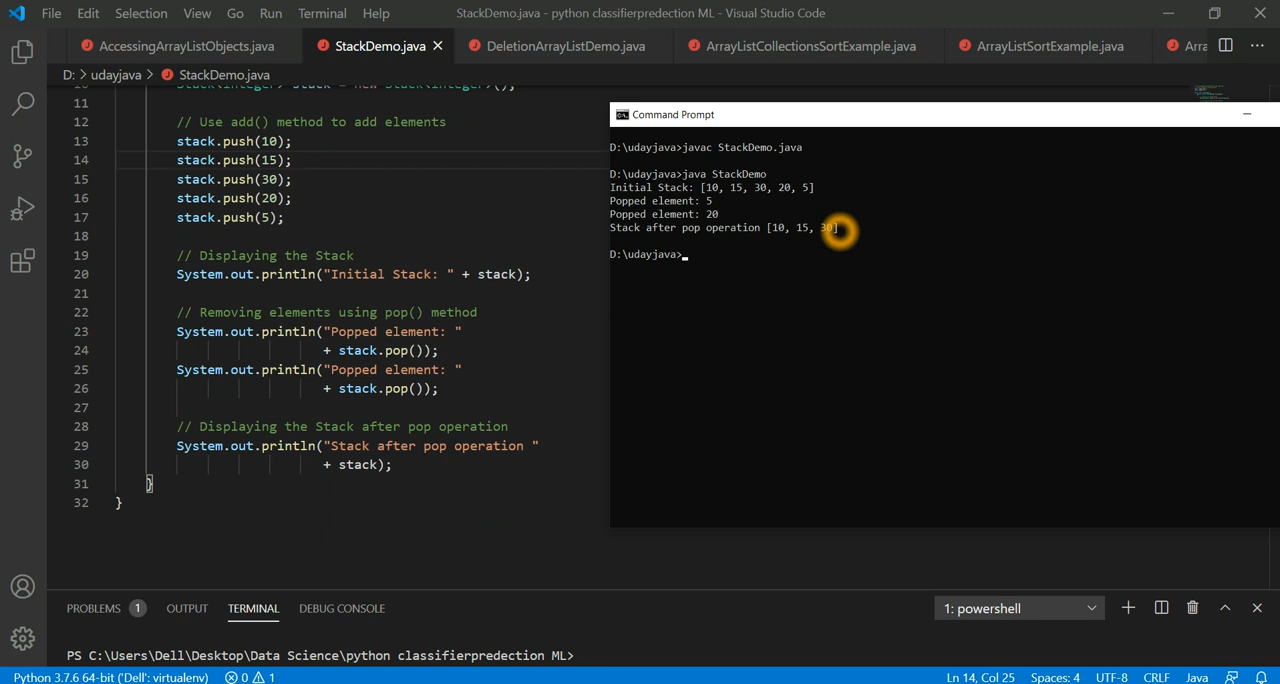 File Edit Selection View Go Run Terminal Help StackDemo.java - python classifierpredection ML - Visual Studio Code
AccessingArrayListObjects.java StackDemo.java DeletionArrayListDemo.java ArrayListCollectionsSortExample.java ArrayListSortExample.java Arra
D: > udayjava > StackDemo.java
11
12 // Use add() method to add elements
13 stack.push(10);
14 stack.push(15);
15 stack.push(30);
16 stack.push(20);
17 stack.push(5);
18
19 // Displaying the Stack
20 System.out.println("Initial Stack: " + stack);
21
22 // Removing elements using pop() method
23 System.out.println("Popped element: "
24 + stack.pop());
25 System.out.println("Popped element: "
26 + stack.pop());
27
28 // Displaying the Stack after pop operation
29 System.out.println("Stack after pop operation "
30 + stack);
31 }
32 }
Command Prompt
D:\udayjava>javac StackDemo.java
D:\udayjava>java StackDemo
Initial Stack: [10, 15, 30, 20, 5]
Popped element: 5
Popped element: 20
Stack after pop operation [10, 15, 30]
D:\udayjava>
PROBLEMS 1 OUTPUT TERMINAL DEBUG CONSOLE 1: powershell
PS C:\Users\Dell\Desktop\Data Science\python classifierpredection ML>
Python 3.7.6 64-bit ('Dell': virtualenv) 0 1 Ln 14, Col 25 Spaces: 4 UTF-8 CRLF Java